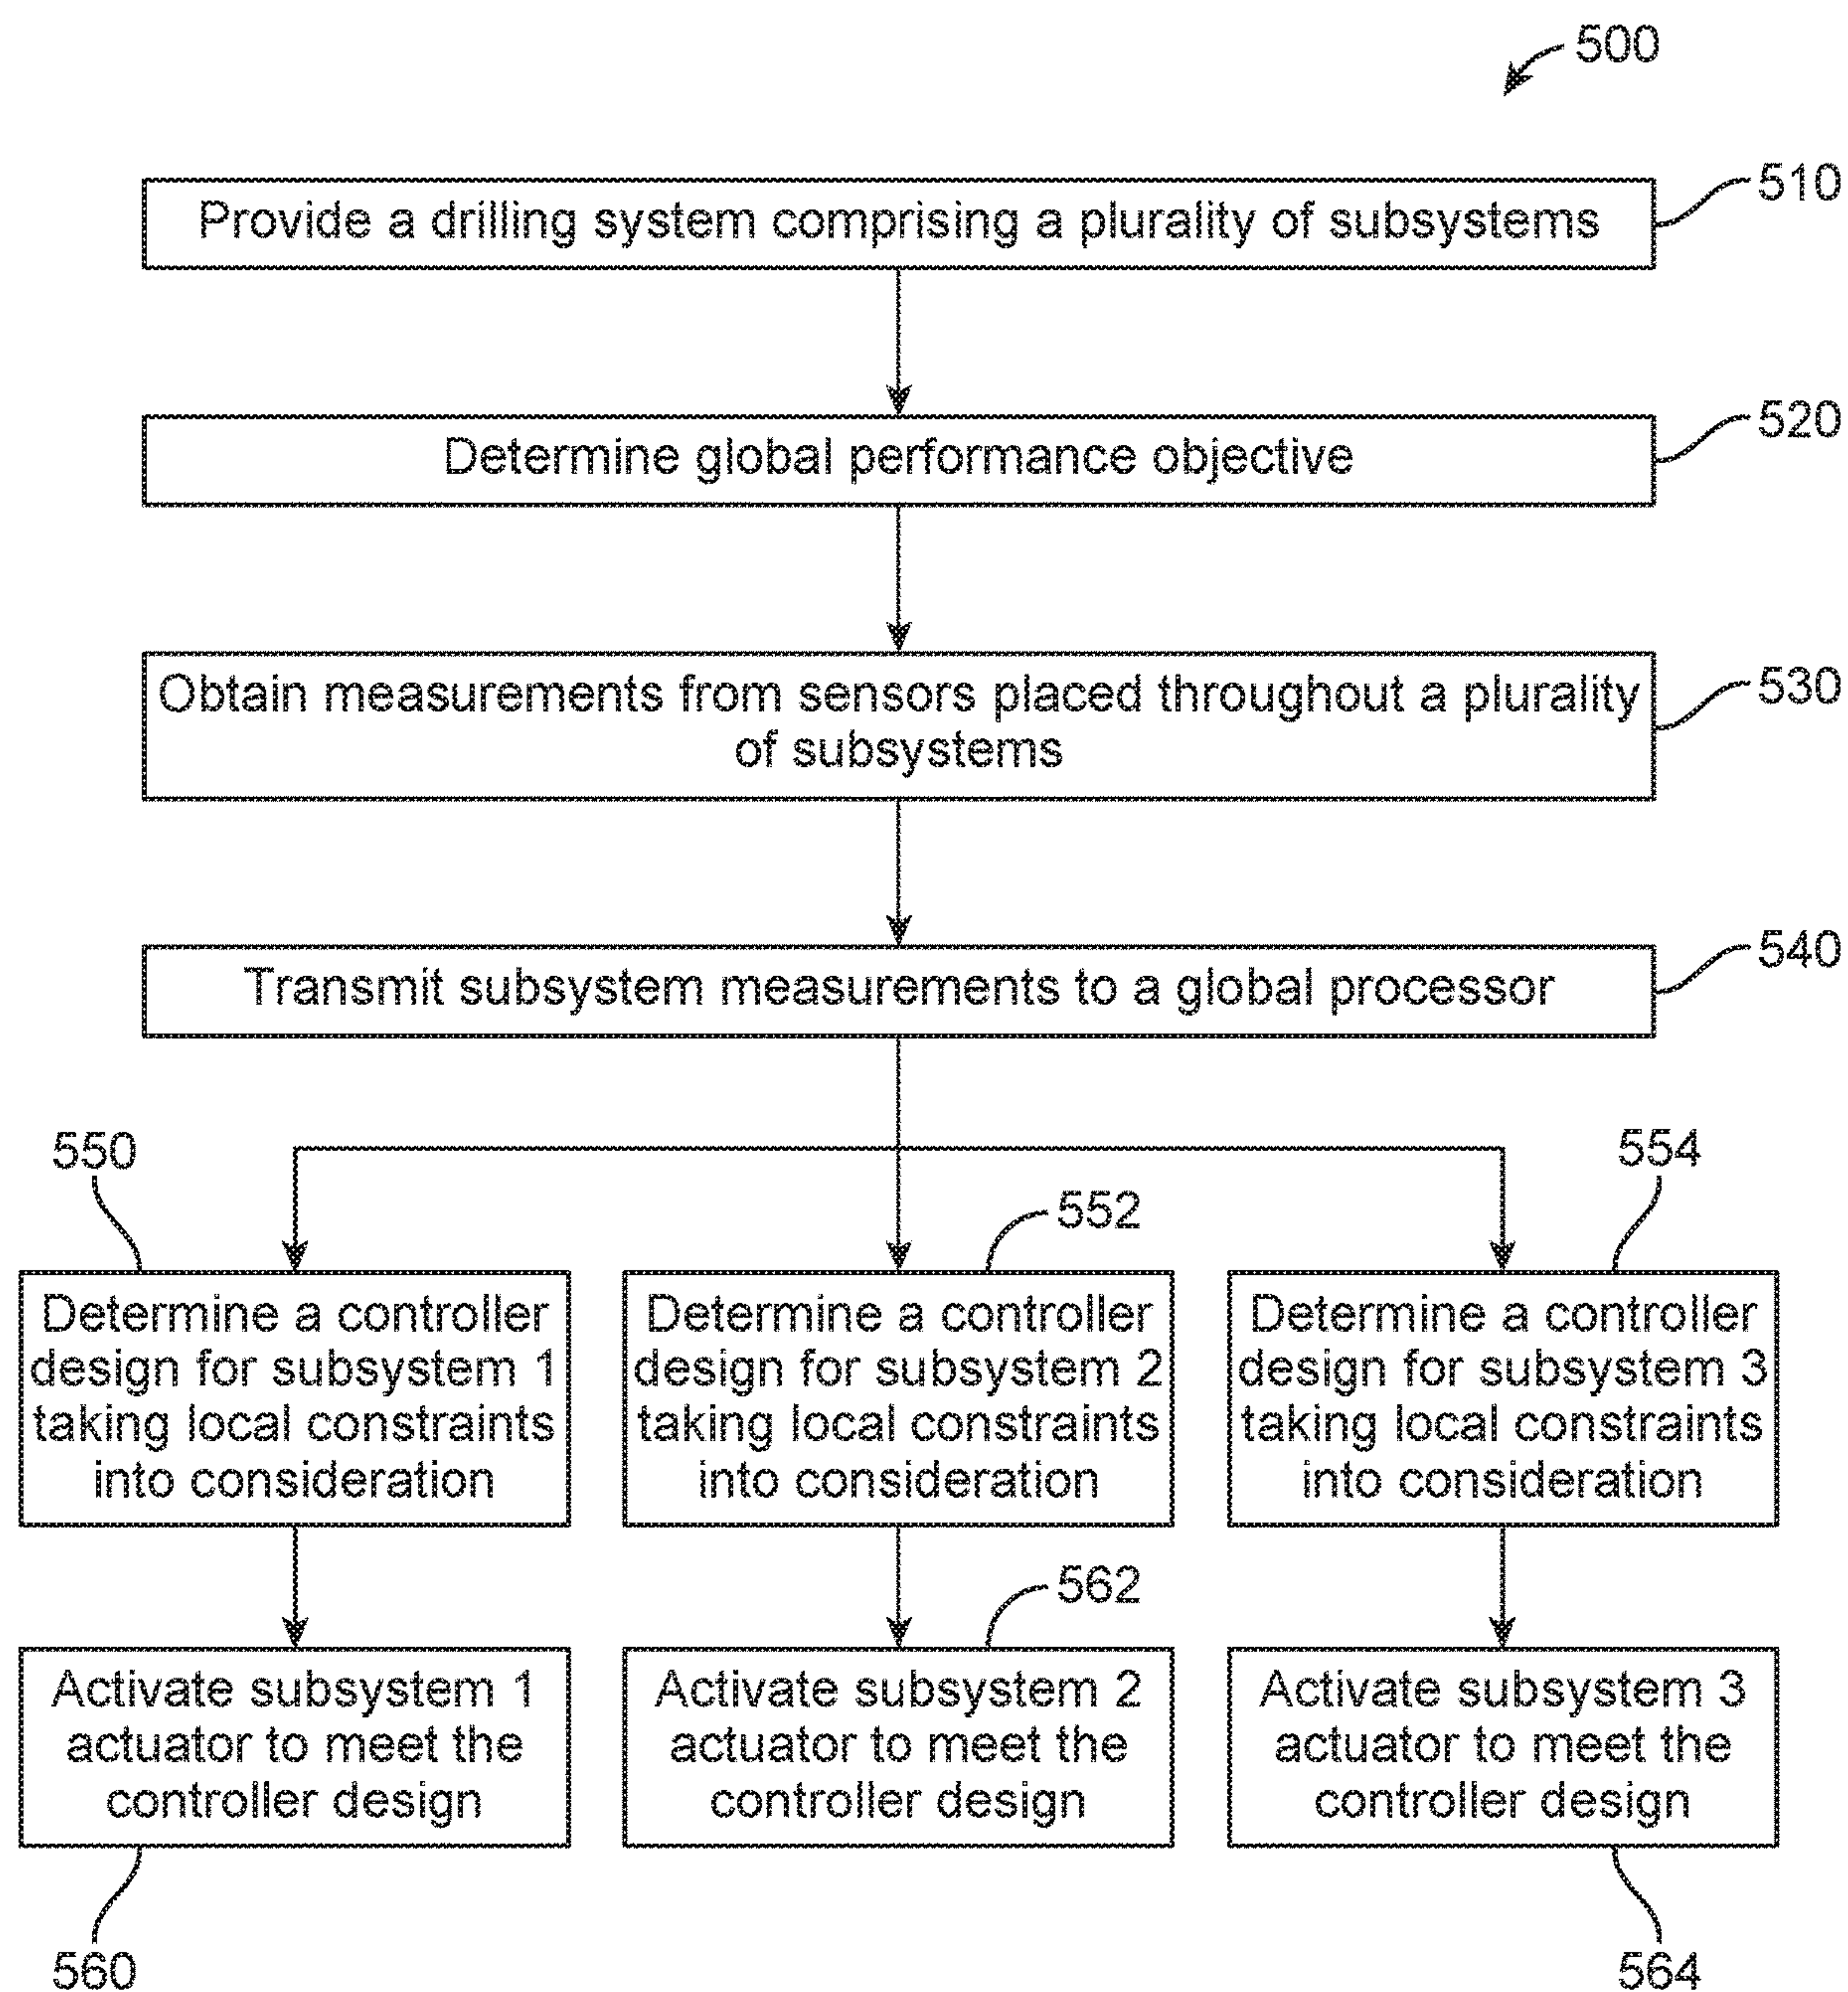 500
510
Provide a drilling system comprising a plurality of subsystems
520
Determine global performance objective
530
Obtain measurements from sensors placed throughout a plurality
of subsystems
540
Transmit subsystem measurements to a global processor
550
552
554
Determine a controller
design for subsystem 1
taking local constraints
into consideration
Determine a controller
design for subsystem 2
taking local constraints
into consideration
Determine a controller
design for subsystem 3
taking local constraints
into consideration
562
Activate subsystem 1
actuator to meet the
controller design
Activate subsystem 2
actuator to meet the
controller design
Activate subsystem 3
actuator to meet the
controller design
560
564